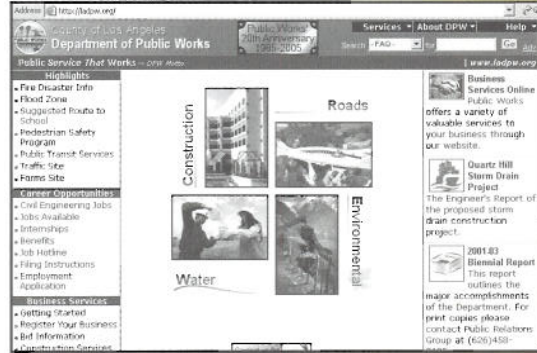 Address http://ladpw.org/
County of Los Angeles
Department of Public Works
Public Works'
20th Anniversary
1985-2005
Services
About DPW
Help
Search
-FAQ-
for
Go
Public Service That Works - DPW Motto
| www.ladpw.org
Highlights
Fire Disaster Info
Flood Zone
Suggested Route to
School
Pedestrian Safety
Program
Public Transit Services
Traffic Site
Forms Site
Career Opportunities
Civil Engineering Jobs
Jobs Available
Internships
Benefits
Job Hotline
Filing Instructions
Employment
Application
Business Services
Getting Started
Register Your Business
Bid Information
Construction Services
Construction
Roads
Water
Environmental
Business
Services Online
Public Works
offers a variety of
valuable services to
your business through
our website.
Quartz Hill
Storm Drain
Project
The Engineer's Report of
the proposed storm
drain construction
project.
2001-03
Biennial Report
This report
outlines the
major accomplishments
of the Department. For
print copies please
contact Public Relations
Group at (626)458-